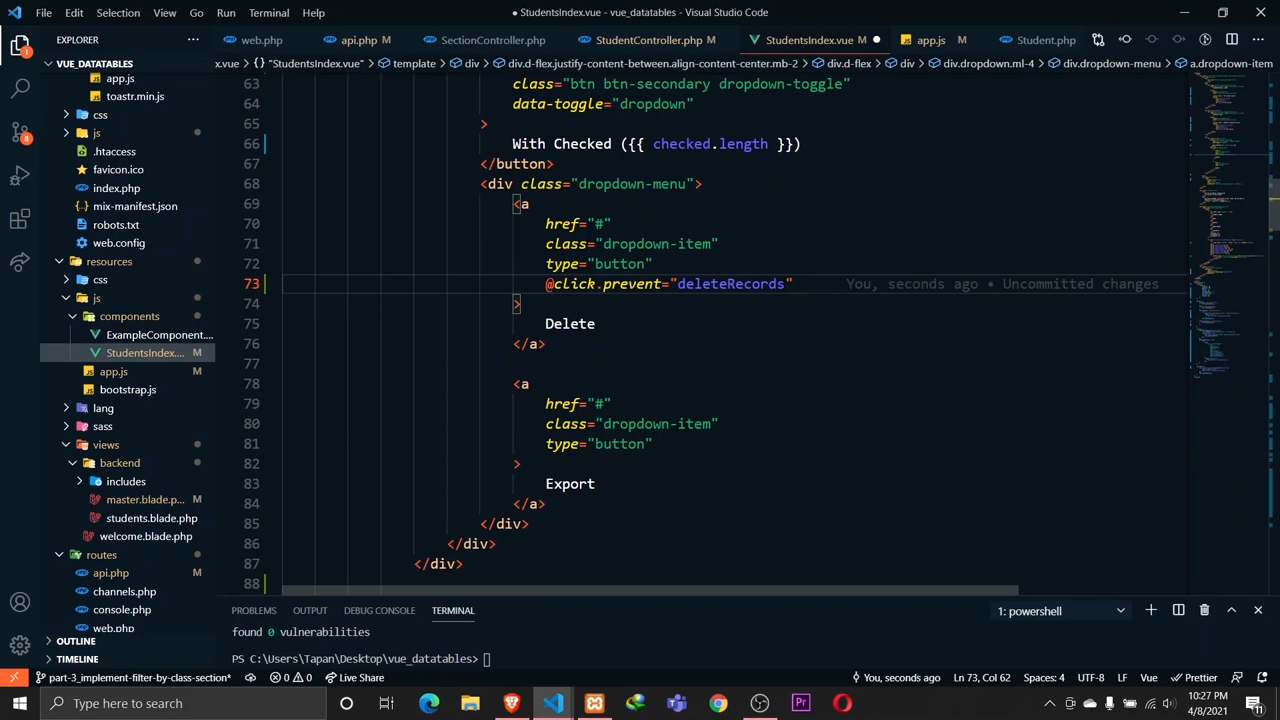 File Edit Selection View Go Run Terminal Help
● StudentsIndex.vue - vue_datatables - Visual Studio Code
EXPLORER
web.php
api.php M
SectionController.php
StudentController.php M
StudentsIndex.vue M ●
app.js M
Student.php
VUE_DATATABLES
x.vue > {} "StudentsIndex.vue" > template > div > div.d-flex.justify-content-between.align-content-center.mb-2 > div.d-flex > div > div.dropdown.ml-4 > div.dropdown-menu > a.dropdown-item
app.js
toastr.min.js
css
js
.htaccess
favicon.ico
index.php
mix-manifest.json
robots.txt
web.config
resources
css
js
components
ExampleComponent....
StudentsIndex.... M
app.js M
bootstrap.js
lang
sass
views
backend
includes
master.blade.p... M
students.blade.php
welcome.blade.php
routes
api.php M
channels.php
console.php
web.php
OUTLINE
TIMELINE
63 class="btn btn-secondary dropdown-toggle"
64 data-toggle="dropdown"
65 >
66 With Checked ({{ checked.length }})
67 </button>
68 <div class="dropdown-menu">
69 <a
70 href="#"
71 class="dropdown-item"
72 type="button"
73 @click.prevent="deleteRecords" You, seconds ago • Uncommitted changes
74 >
75 Delete
76 </a>
77
78 <a
79 href="#"
80 class="dropdown-item"
81 type="button"
82 >
83 Export
84 </a>
85 </div>
86 </div>
87 </div>
88
PROBLEMS OUTPUT DEBUG CONSOLE TERMINAL
1: powershell
found 0 vulnerabilities
PS C:\Users\Tapan\Desktop\vue_datatables>
part-3_implement-filter-by-class-section* 0 0 Live Share
You, seconds ago Ln 73, Col 62 Spaces: 4 UTF-8 LF Vue Prettier
Type here to search
10:27 PM
4/8/2021